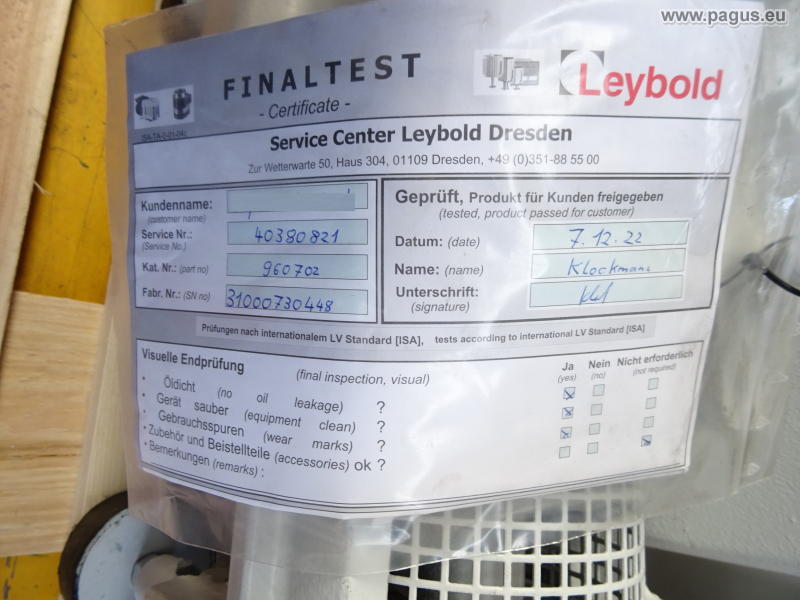 www.pagus.eu
FINALTEST
- Certificate -
Leybold
Service Center Leybold Dresden
Zur Wetterwarte 50, Haus 304, 01109 Dresden, +49 (0)351-88 55 00
Kundenname:
(customer name)
Service Nr.: 40380821
(Service No.)
Kat. Nr.: (part no) 960702
Fabr. Nr.: (SN no) 31000730448
Geprüft, Produkt für Kunden freigegeben
(tested, product passed for customer)
Datum: (date) 7.12.22
Name: (name) Klockmann
Unterschrift:
(signature)
Prüfungen nach internationalem LV Standard [ISA], tests according to international LV Standard [ISA]
Visuelle Endprüfung (final inspection, visual)
Ja Nein Nicht erforderlich
(yes) (no) (not required)
• Öldicht (no oil leakage) ?
• Gerät sauber (equipment clean) ?
• Gebrauchsspuren (wear marks) ?
• Zubehör und Beistellteile (accessories) ok ?
• Bemerkungen (remarks) :